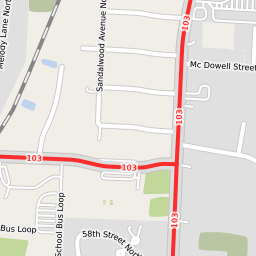 Melody Lane North
Sandalwood Avenue No
103
Mc Dowell Street
103
103
103
103
Bus Loop
School Bus Loop
58th Street North